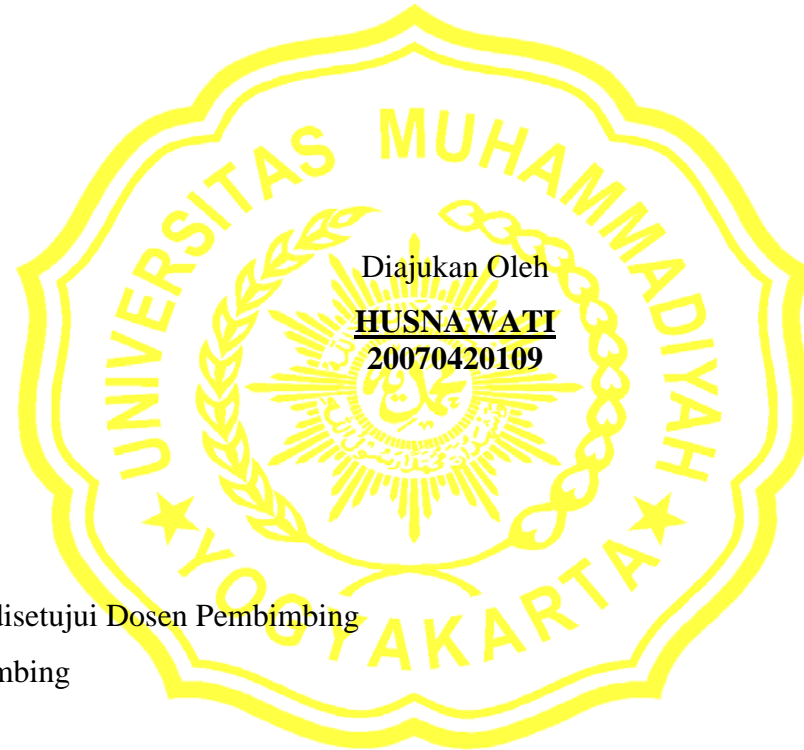 UNIVERSITAS MUHAMMADIYAH
Diajukan Oleh
HUSNAWATI
20070420109
disetujui Dosen Pembimbing
mbing
★ YOGYAKARTA ★